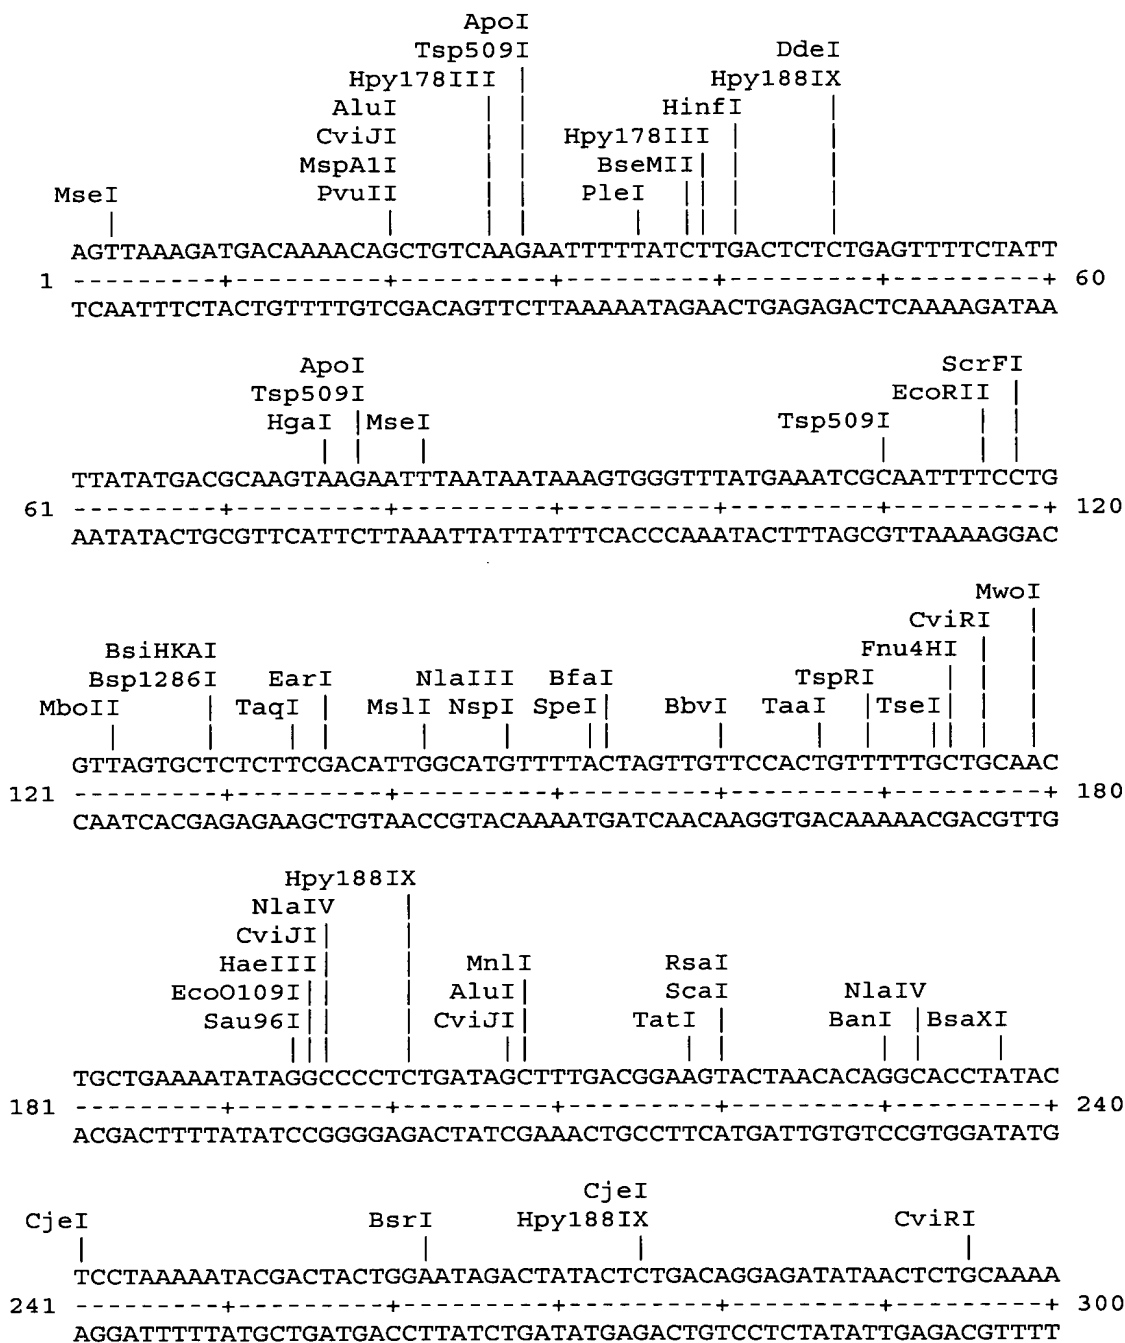 ApoI
Tsp509I DdeI
Hpy178III | Hpy188IX
AluI | | HinfI |
CviJI | | Hpy178III | | |
MspA1I | | BseMII | | | |
MseI PvuII | | PleI | | | | |
| | | | | | | | |
AGTTAAAGATGACAAAACAGCTGTCAAGAATTTTTATCTTGACTCTCTGAGTTTTCTATT
1 ---------+---------+---------+---------+---------+---------+ 60
TCAATTTCTACTGTTTTGTCGACAGTTCTTAAAAATAGAACTGAGAGACTCAAAAGATAA
ApoI ScrFI
Tsp509I EcoRII |
HgaI | MseI Tsp509I | |
| | | | | |
TTATATGACGCAAGTAAGAATTTAATAATAAAGTGGGTTTATGAAATCGCAATTTTCCTG
61 ---------+---------+---------+---------+---------+---------+ 120
AATATACTGCGTTCATTCTTAAATTATTATTTCACCCAAATACTTTAGCGTTAAAAGGAC
MwoI
CviRI |
BsiHKAI Fnu4HI | |
Bsp1286I EarI NlaIII BfaI TspRI | | |
MboII | TaqI | MslI NspI SpeI | BbvI TaaI | TseI | | |
| | | | | | | | | | | | | | |
GTTAGTGCTCTCTTCGACATTGGCATGTTTTACTAGTTGTTCCACTGTTTTTGCTGCAAC
121 ---------+---------+---------+---------+---------+---------+ 180
CAATCACGAGAGAAGCTGTAACCGTACAAAATGATCAACAAGGTGACAAAAACGACGTTG
Hpy188IX
NlaIV |
CviJI | |
HaeIII | | MnlI RsaI
EcoO109I | | | AluI | ScaI NlaIV
Sau96I | | | CviJI | TatI | BanI | BsaXI
| | | | | | | | | | |
TGCTGAAAATATAGGCCCCTCTGATAGCTTTGACGGAAGTACTAACACAGGCACCTATAC
181 ---------+---------+---------+---------+---------+---------+ 240
ACGACTTTTATATCCGGGGAGACTATCGAAACTGCCTTCATGATTGTGTCCGTGGATATG
CjeI
CjeI BsrI Hpy188IX CviRI
| | | |
TCCTAAAAATACGACTACTGGAATAGACTATACTCTGACAGGAGATATAACTCTGCAAAA
241 ---------+---------+---------+---------+---------+---------+ 300
AGGATTTTTATGCTGATGACCTTATCTGATATGAGACTGTCCTCTATATTGAGACGTTTT